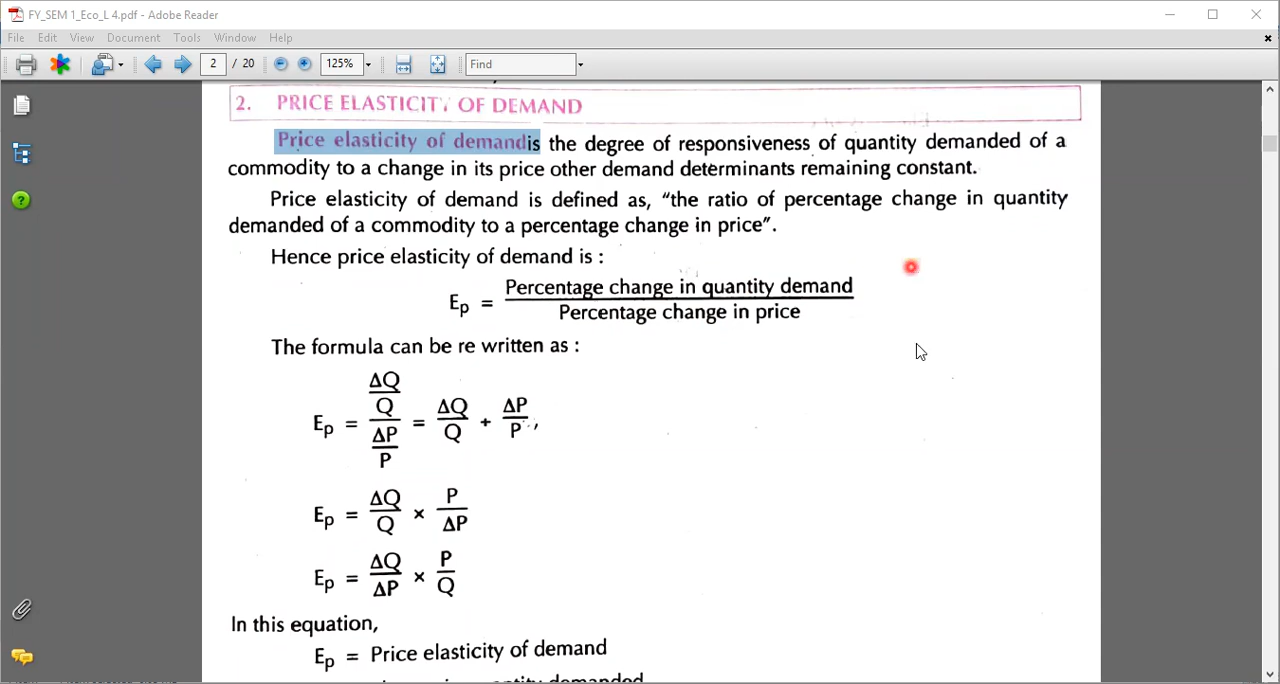 FY_SEM 1_Eco_L 4.pdf - Adobe Reader
File Edit View Document Tools Window Help
2 / 20 125% Find
2. PRICE ELASTICITY OF DEMAND
Price elasticity of demand is the degree of responsiveness of quantity demanded of a
commodity to a change in its price other demand determinants remaining constant.
Price elasticity of demand is defined as, “the ratio of percentage change in quantity
demanded of a commodity to a percentage change in price”.
Hence price elasticity of demand is :
Percentage change in quantity demand
Ep =
Percentage change in price
The formula can be re written as :
ΔQ
Q ΔQ ΔP
Ep = = + ,
ΔP Q P
P
ΔQ P
Ep = ×
Q ΔP
ΔQ P
Ep = ×
ΔP Q
In this equation,
Ep = Price elasticity of demand
quantity demanded